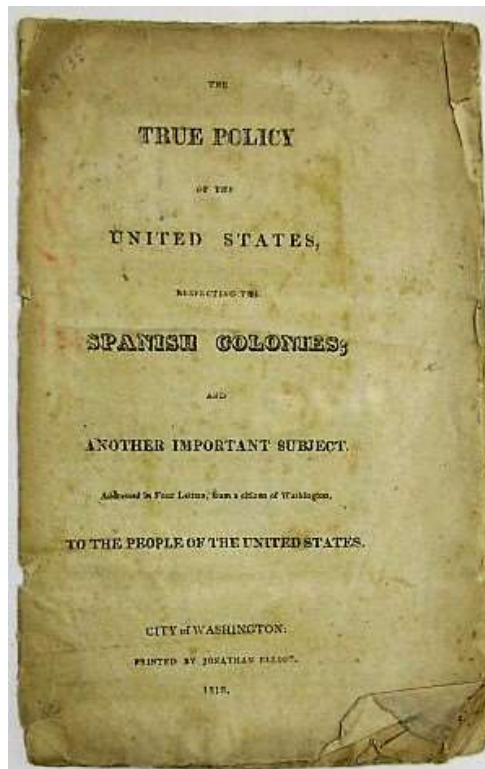 THE
TRUE POLICY
OF THE
UNITED STATES,
RESPECTING THE
SPANISH COLONIES;
AND
ANOTHER IMPORTANT SUBJECT.
Addressed in Four Letters, from a citizen of Washington,
TO THE PEOPLE OF THE UNITED STATES.
CITY of WASHINGTON:
PRINTED BY JONATHAN ELLIOT.